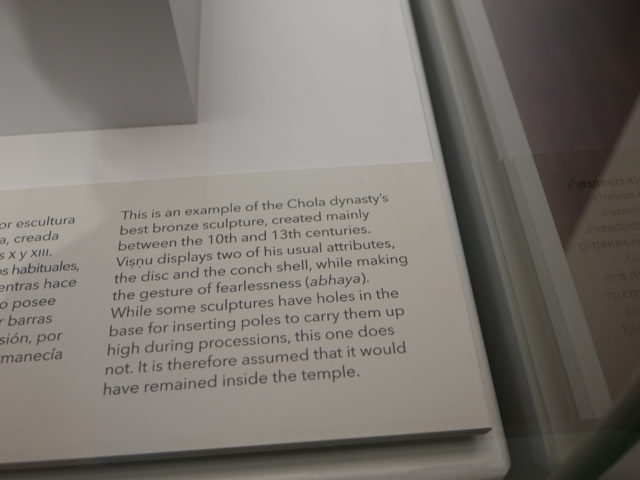 or escultura
a, creada
s X y XIII.
os habituales,
entras hace
o posee
r barras
sión, por
rmanecía
This is an example of the Chola dynasty's
best bronze sculpture, created mainly
between the 10th and 13th centuries.
Viṣṇu displays two of his usual attributes,
the disc and the conch shell, while making
the gesture of fearlessness (abhaya).
While some sculptures have holes in the
base for inserting poles to carry them up
high during processions, this one does
not. It is therefore assumed that it would
have remained inside the temple.